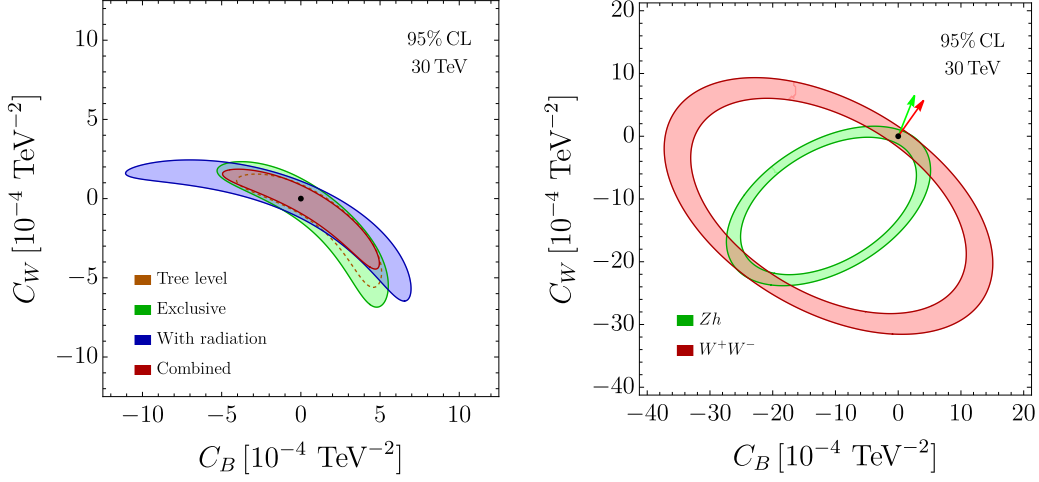 95% CL
30 TeV
10
5
0
−5
−10
C_W [10^{−4} TeV^{−2}]
Tree level
Exclusive
With radiation
Combined
−10 −5 0 5 10
C_B [10^{−4} TeV^{−2}]
95% CL
30 TeV
20
10
0
−10
−20
−30
−40
C_W [10^{−4} TeV^{−2}]
Zh
W^+W^−
−40 −30 −20 −10 0 10 20
C_B [10^{−4} TeV^{−2}]